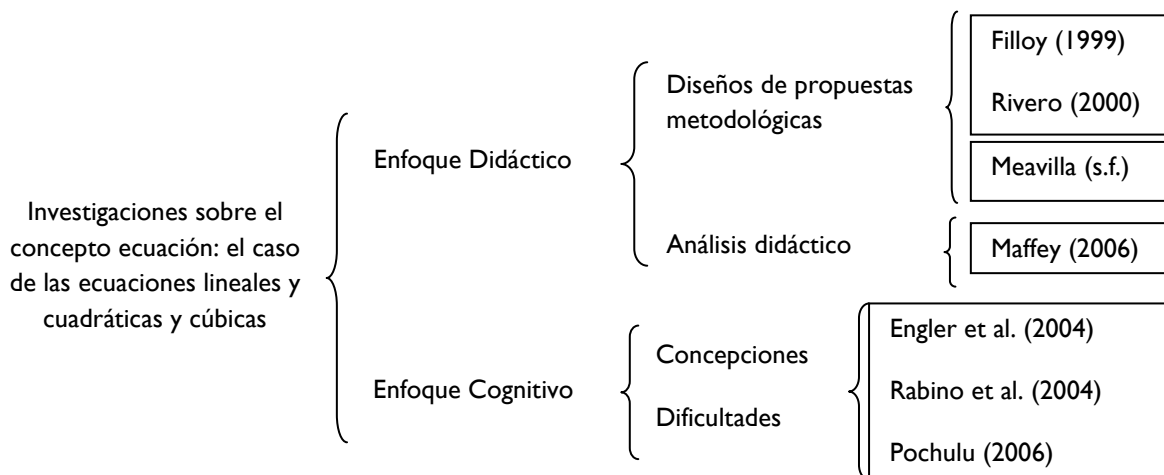 Investigaciones sobre el
concepto ecuación: el caso
de las ecuaciones lineales y
cuadráticas y cúbicas
Enfoque Didáctico
Diseños de propuestas
metodológicas
Filloy (1999)
Rivero (2000)
Meavilla (s.f.)
Análisis didáctico
Maffey (2006)
Enfoque Cognitivo
Concepciones
Dificultades
Engler et al. (2004)
Rabino et al. (2004)
Pochulu (2006)